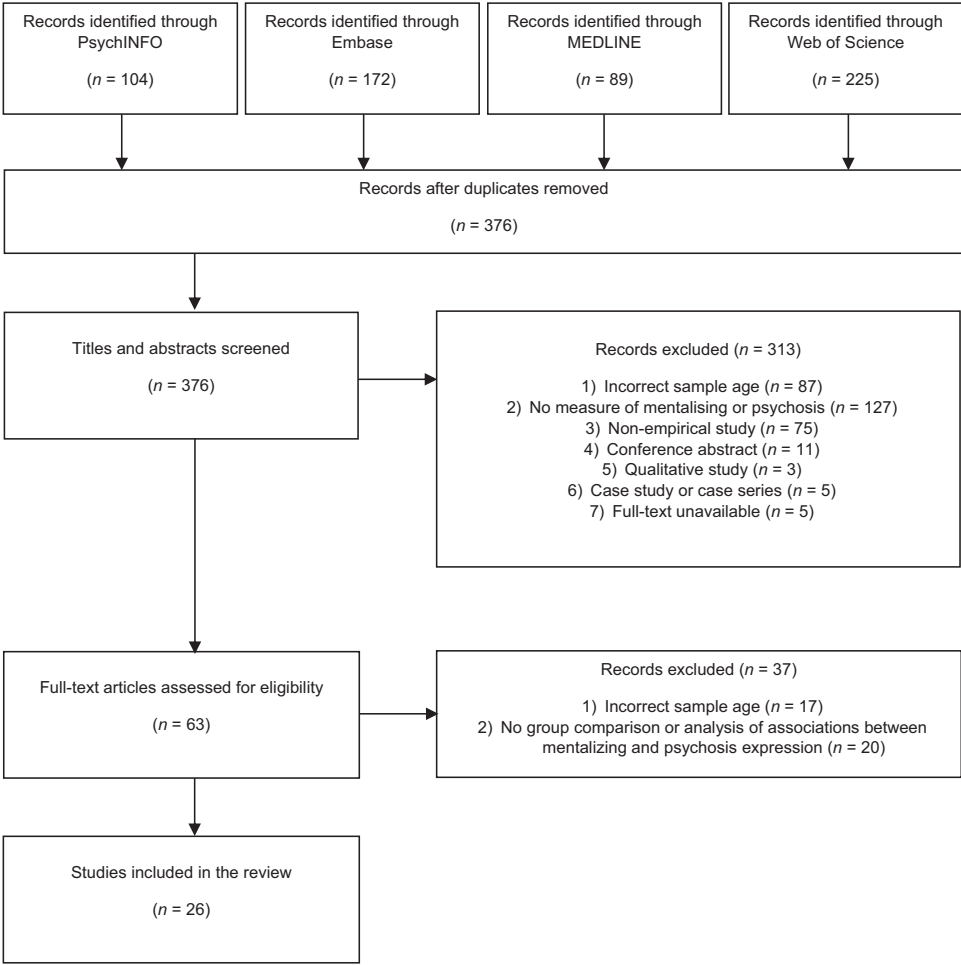 Records identified through
PsychINFO
(n = 104)
Records identified through
Embase
(n = 172)
Records identified through
MEDLINE
(n = 89)
Records identified through
Web of Science
(n = 225)
Records after duplicates removed
(n = 376)
Titles and abstracts screened
(n = 376)
Records excluded (n = 313)
1) Incorrect sample age (n = 87)
2) No measure of mentalising or psychosis (n = 127)
3) Non-empirical study (n = 75)
4) Conference abstract (n = 11)
5) Qualitative study (n = 3)
6) Case study or case series (n = 5)
7) Full-text unavailable (n = 5)
Full-text articles assessed for eligibility
(n = 63)
Records excluded (n = 37)
1) Incorrect sample age (n = 17)
2) No group comparison or analysis of associations between
mentalizing and psychosis expression (n = 20)
Studies included in the review
(n = 26)